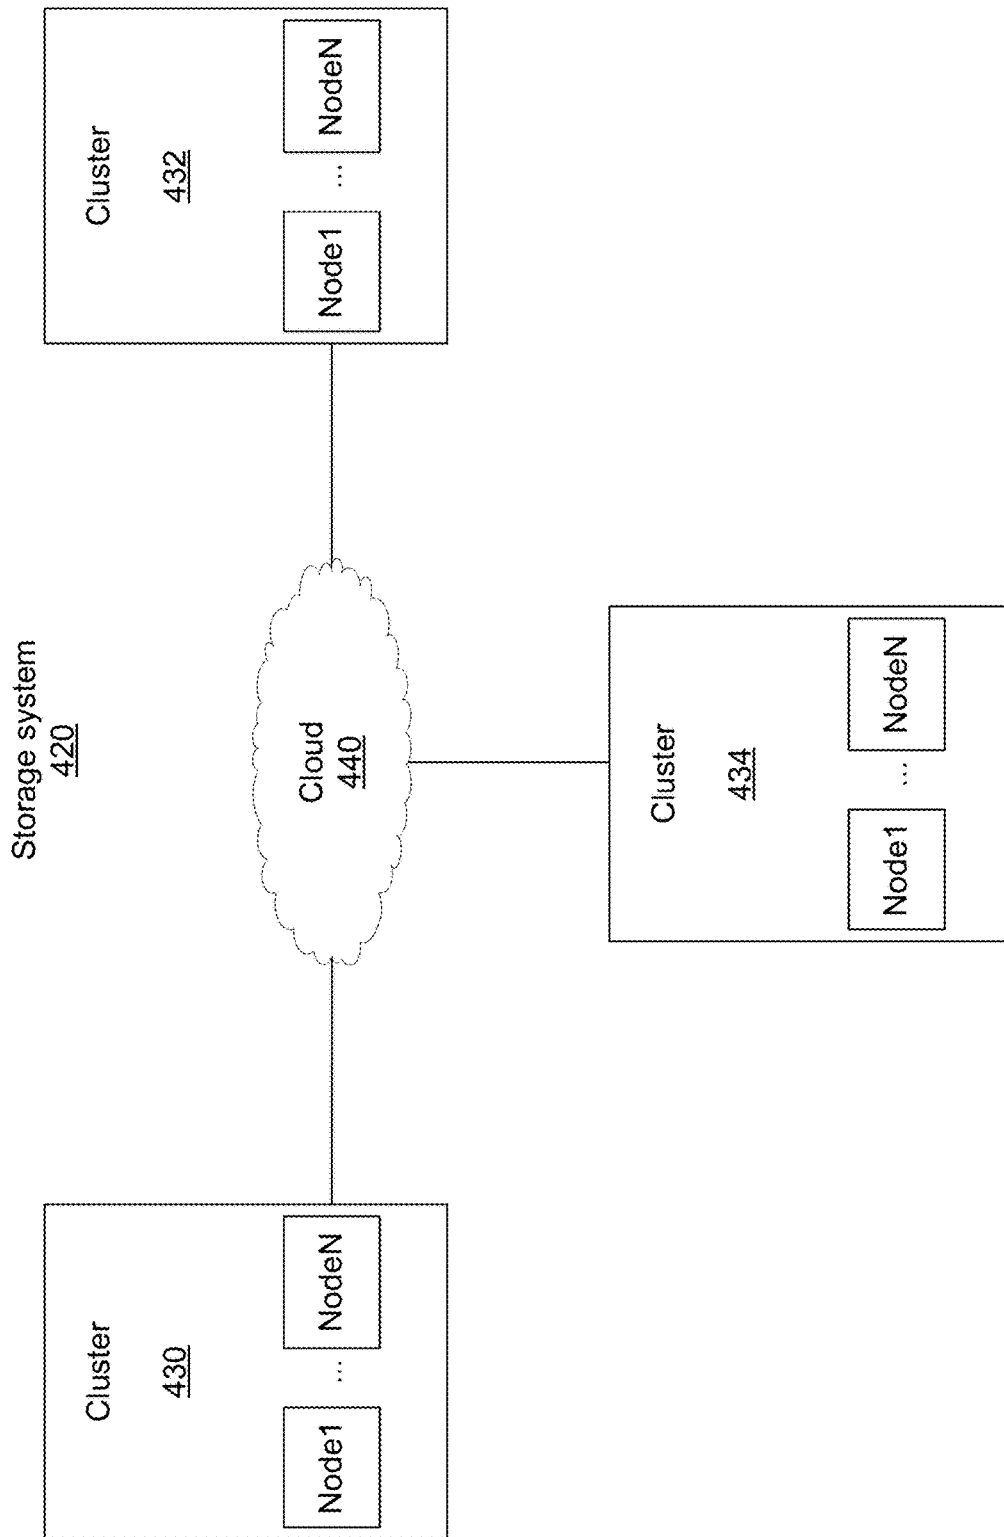 Storage system
420
Cluster
430
Node1
...
NodeN
Cloud
440
Cluster
432
Node1
...
NodeN
Cluster
434
Node1
...
NodeN